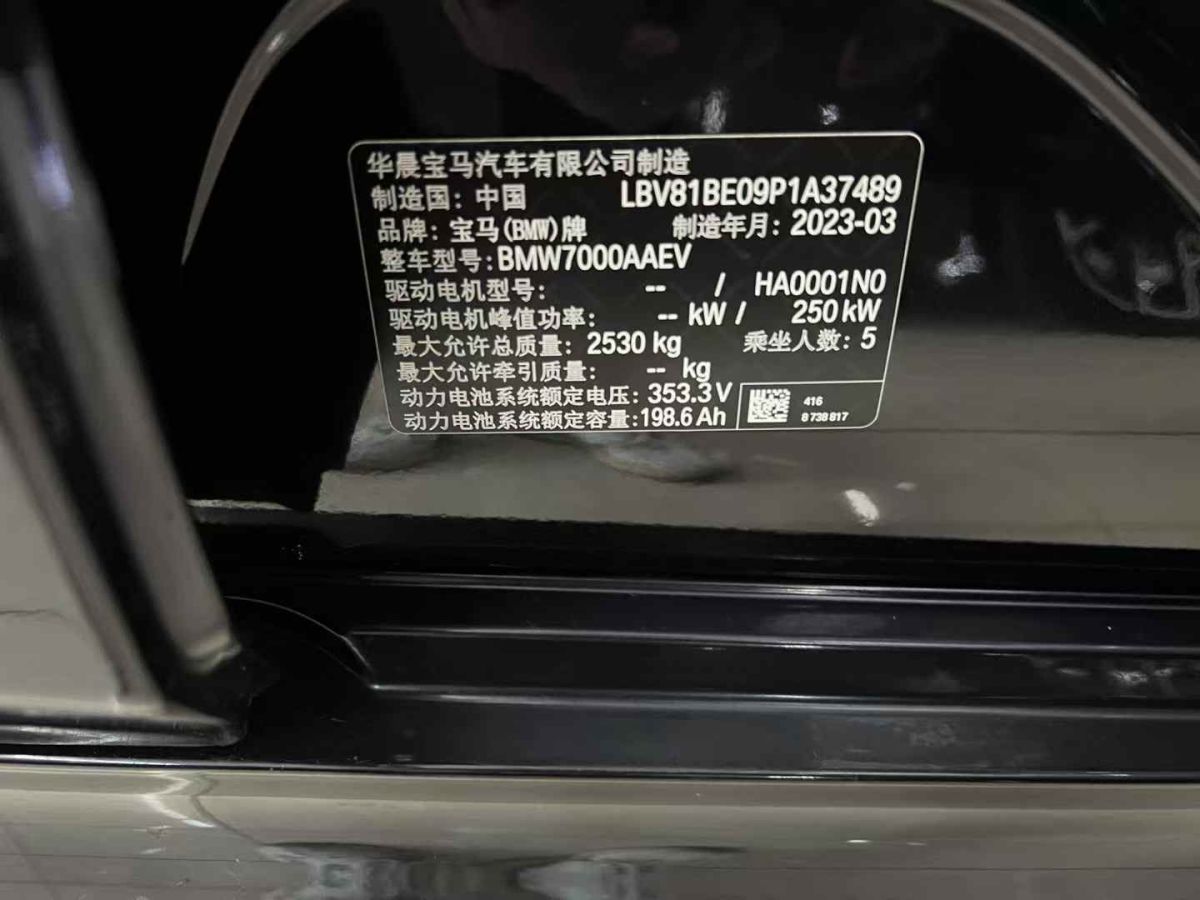 华晨宝马汽车有限公司制造
制造国：中国 LBV81BE09P1A37489
品牌：宝马(BMW)牌 制造年月：2023-03
整车型号：BMW7000AAEV
驱动电机型号： -- / HA0001N0
驱动电机峰值功率： -- kW / 250 kW
最大允许总质量：2530 kg 乘坐人数：5
最大允许牵引质量： -- kg
动力电池系统额定电压：353.3 V
动力电池系统额定容量：198.6 Ah
416
8738817